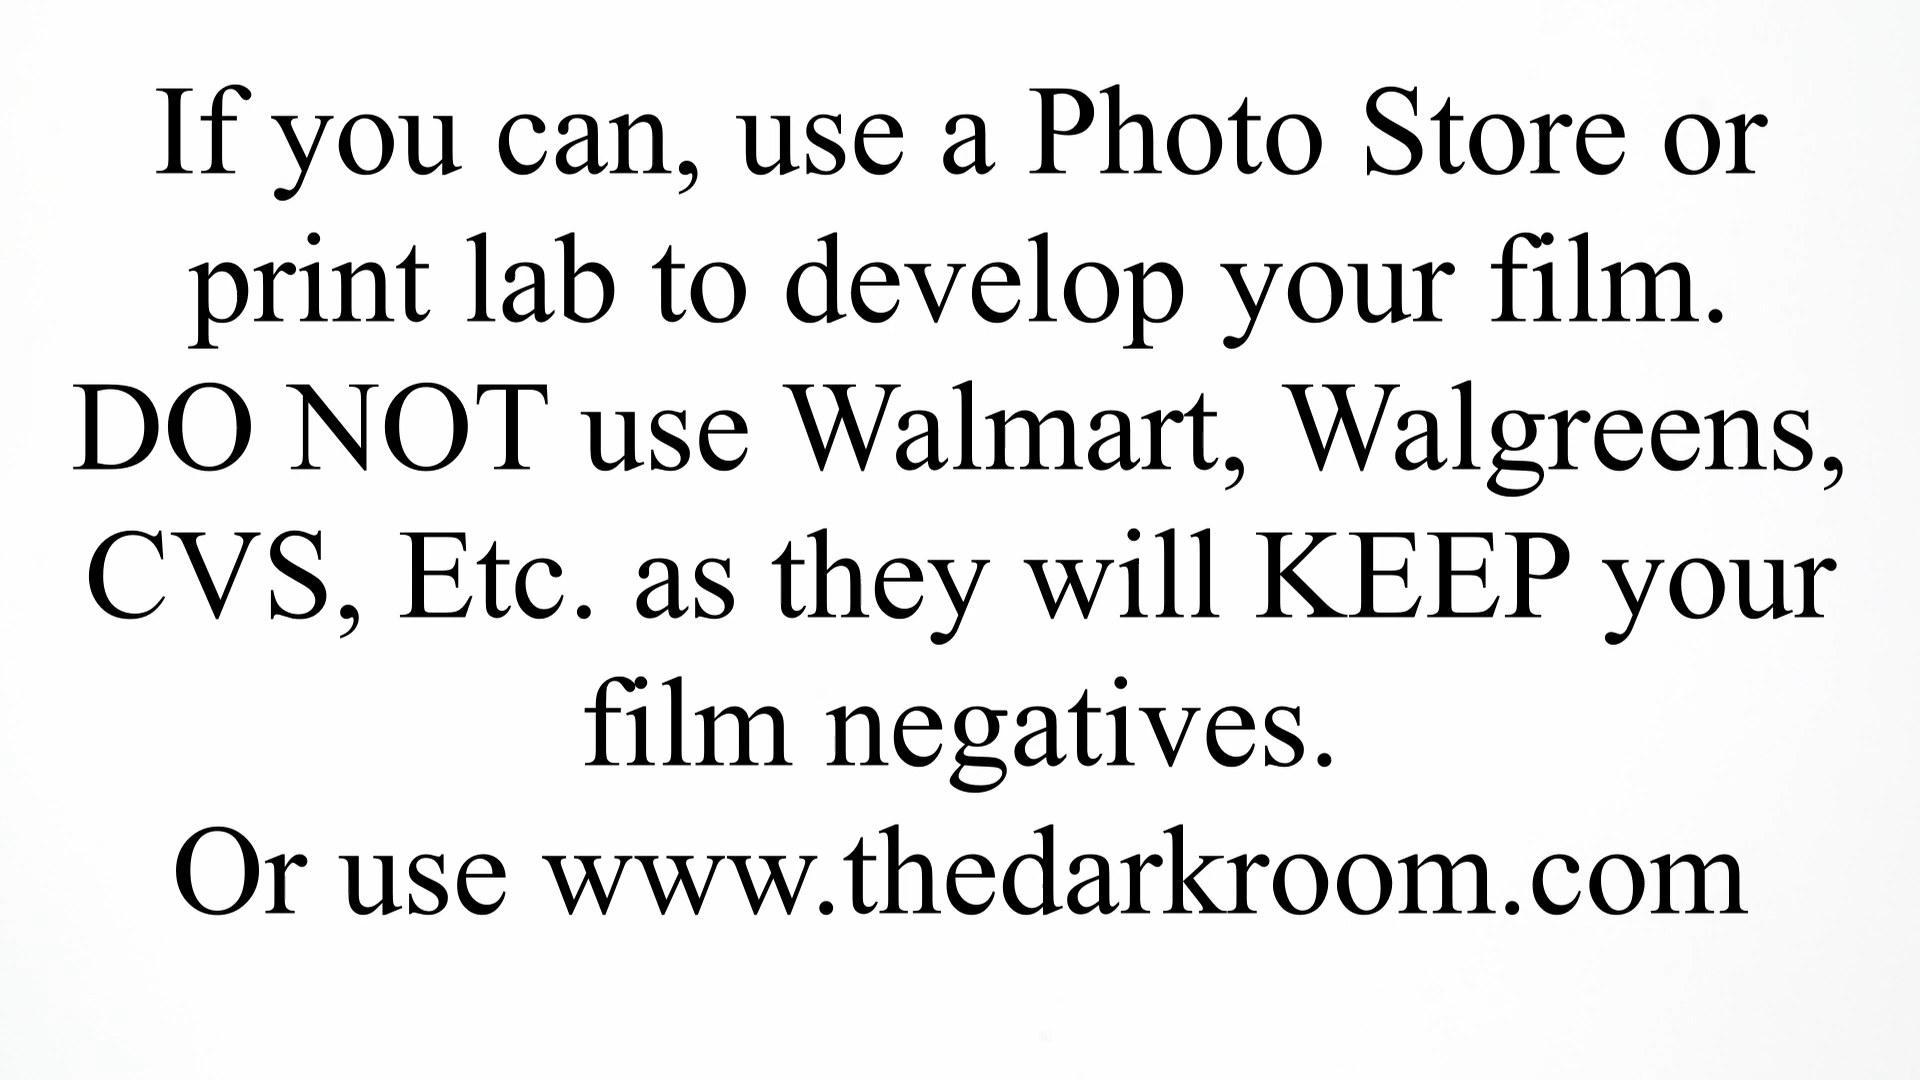 If you can, use a Photo Store or
print lab to develop your film.
DO NOT use Walmart, Walgreens,
CVS, Etc. as they will KEEP your
film negatives.
Or use www.thedarkroom.com